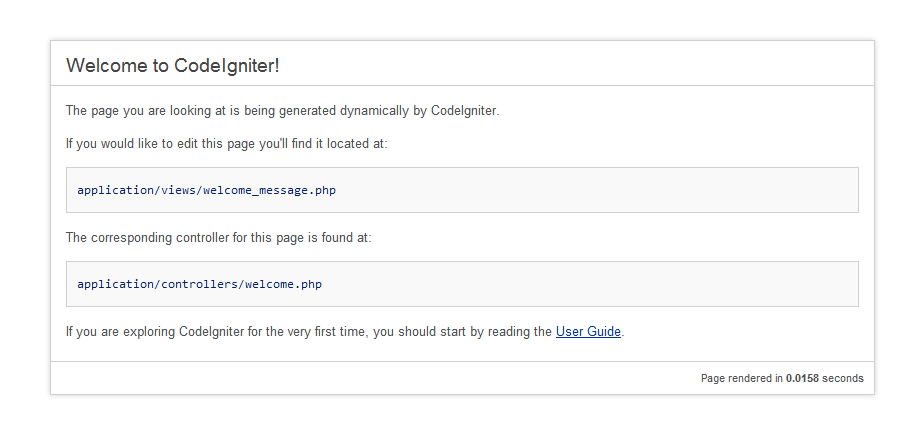 Welcome to CodeIgniter!
The page you are looking at is being generated dynamically by CodeIgniter.
If you would like to edit this page you'll find it located at:
application/views/welcome_message.php
The corresponding controller for this page is found at:
application/controllers/welcome.php
If you are exploring CodeIgniter for the very first time, you should start by reading the User Guide.
Page rendered in 0.0158 seconds